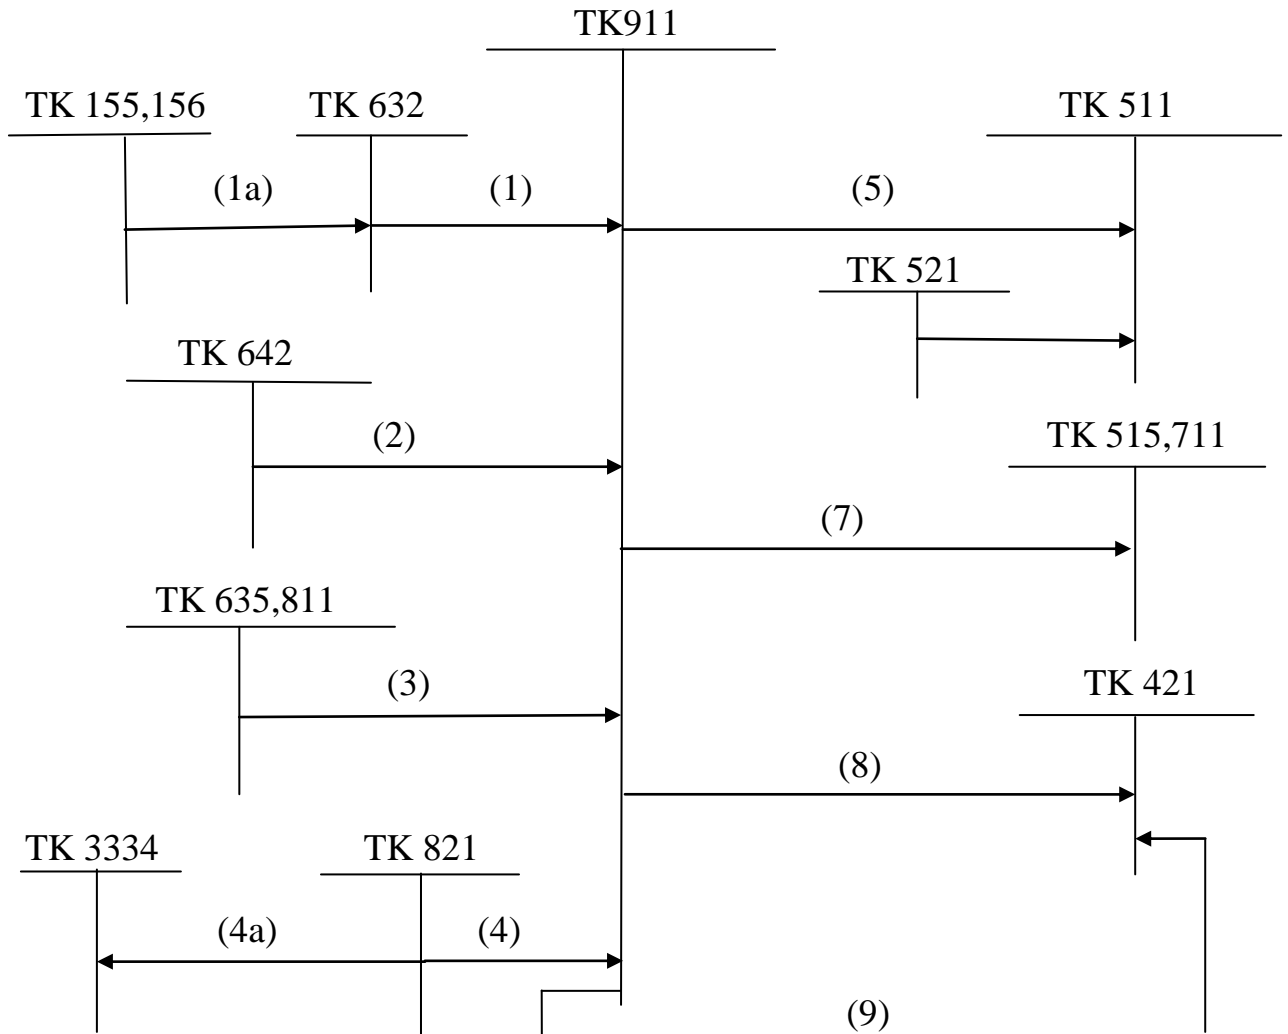 TK911
TK 155,156
TK 632
TK 511
(1a)
(1)
(5)
TK 521
TK 642
(2)
TK 515,711
(7)
TK 635,811
(3)
TK 421
(8)
TK 3334
TK 821
(4a)
(4)
(9)